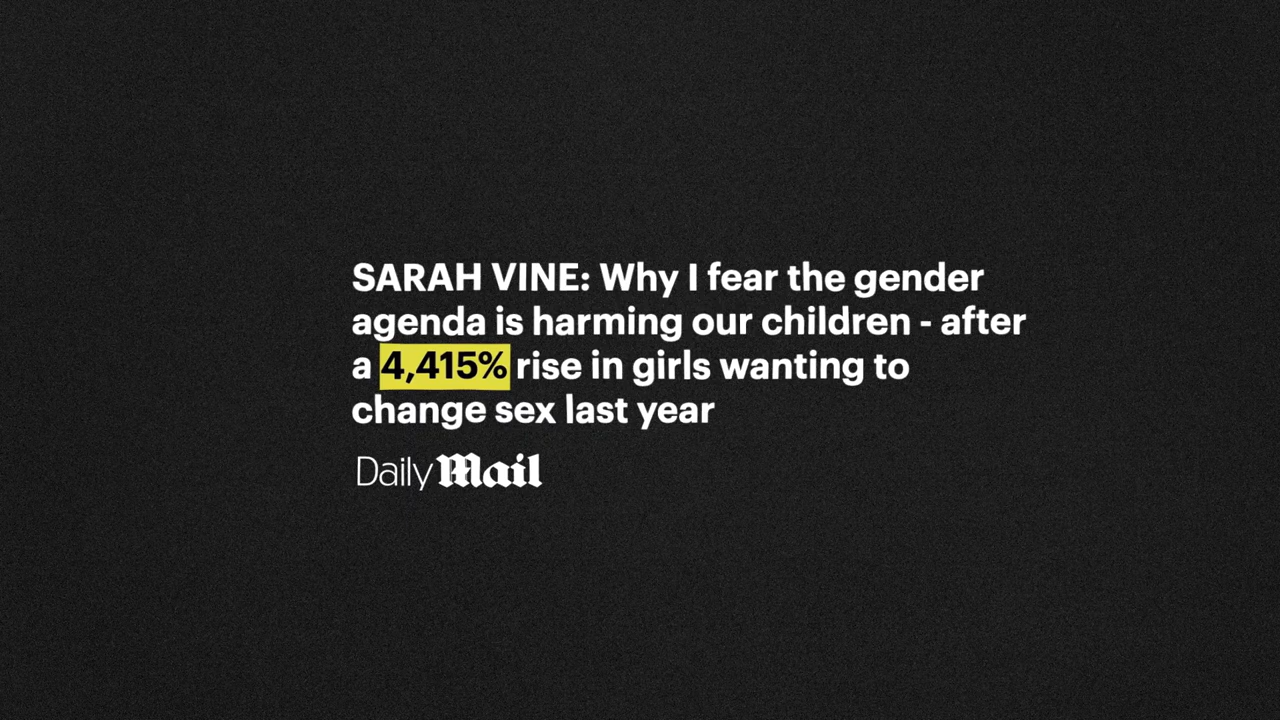 SARAH VINE: Why I fear the gender
agenda is harming our children - after
a 4,415% rise in girls wanting to
change sex last year
Daily Mail